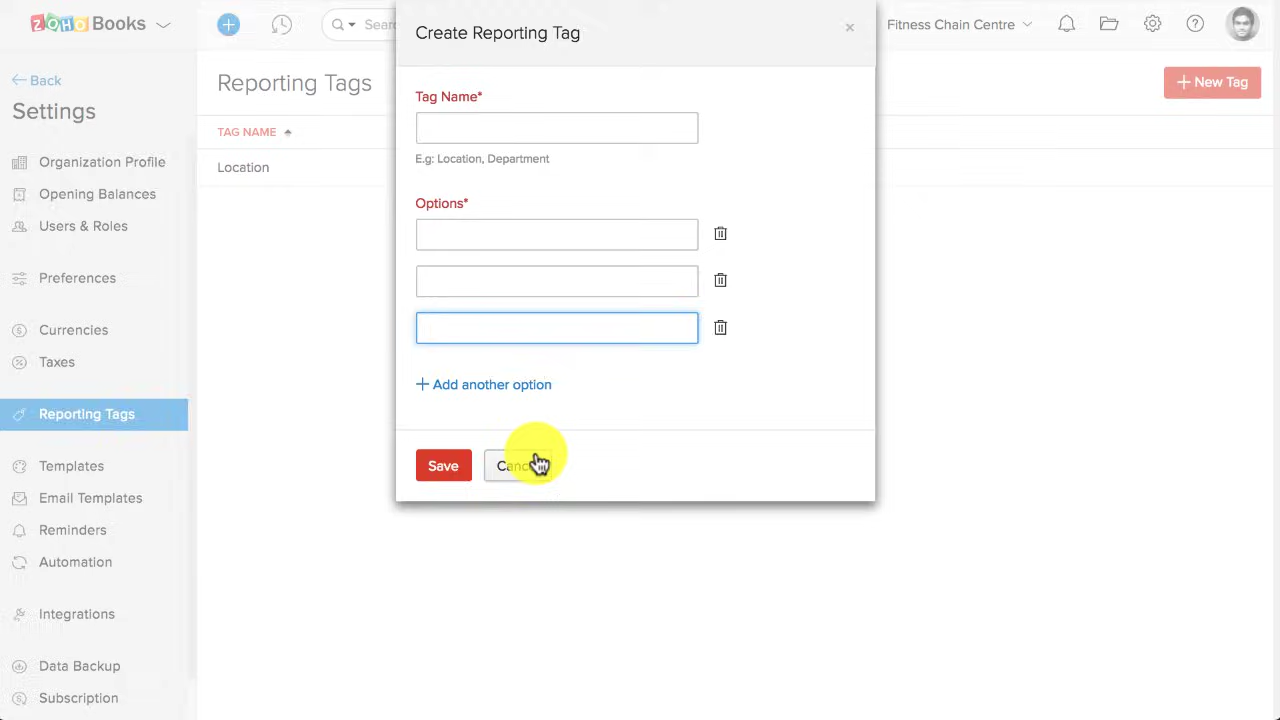 ZOHO Books
Sear
Fitness Chain Centre
Back
Settings
Organization Profile
Opening Balances
Users & Roles
Preferences
Currencies
Taxes
Reporting Tags
Templates
Email Templates
Reminders
Automation
Integrations
Data Backup
Subscription
Reporting Tags
+ New Tag
TAG NAME
Location
Create Reporting Tag
×
Tag Name*
E.g: Location, Department
Options*
+ Add another option
Save
Canc